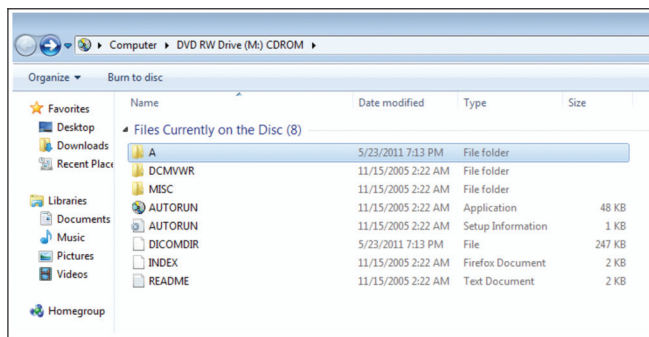 Computer ▸ DVD RW Drive (M:) CDROM ▸
Organize ▾ Burn to disc
Favorites
Desktop
Downloads
Recent Place
Libraries
Documents
Music
Pictures
Videos
Homegroup
Name Date modified Type Size
Files Currently on the Disc (8)
A 5/23/2011 7:13 PM File folder
DCMVWR 11/15/2005 2:22 AM File folder
MISC 11/15/2005 2:22 AM File folder
AUTORUN 11/15/2005 2:22 AM Application 48 KB
AUTORUN 11/15/2005 2:22 AM Setup Information 1 KB
DICOMDIR 5/23/2011 7:13 PM File 247 KB
INDEX 11/15/2005 2:22 AM Firefox Document 2 KB
README 11/15/2005 2:22 AM Text Document 2 KB